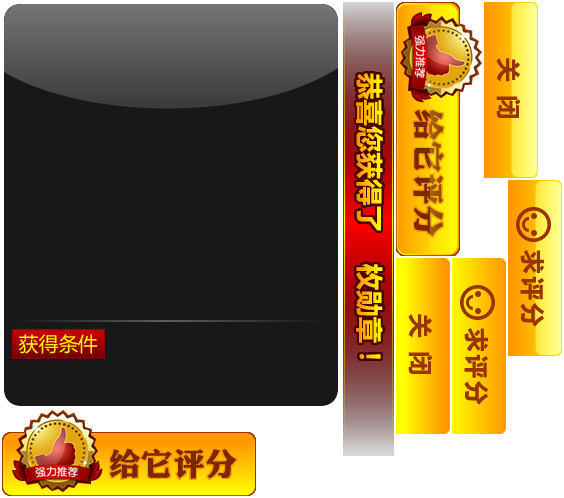 获得条件
强力推荐
给它评分
恭喜您获得了 枚勋章！
强力推荐
给它评分
关 闭
求评分
关 闭
求评分